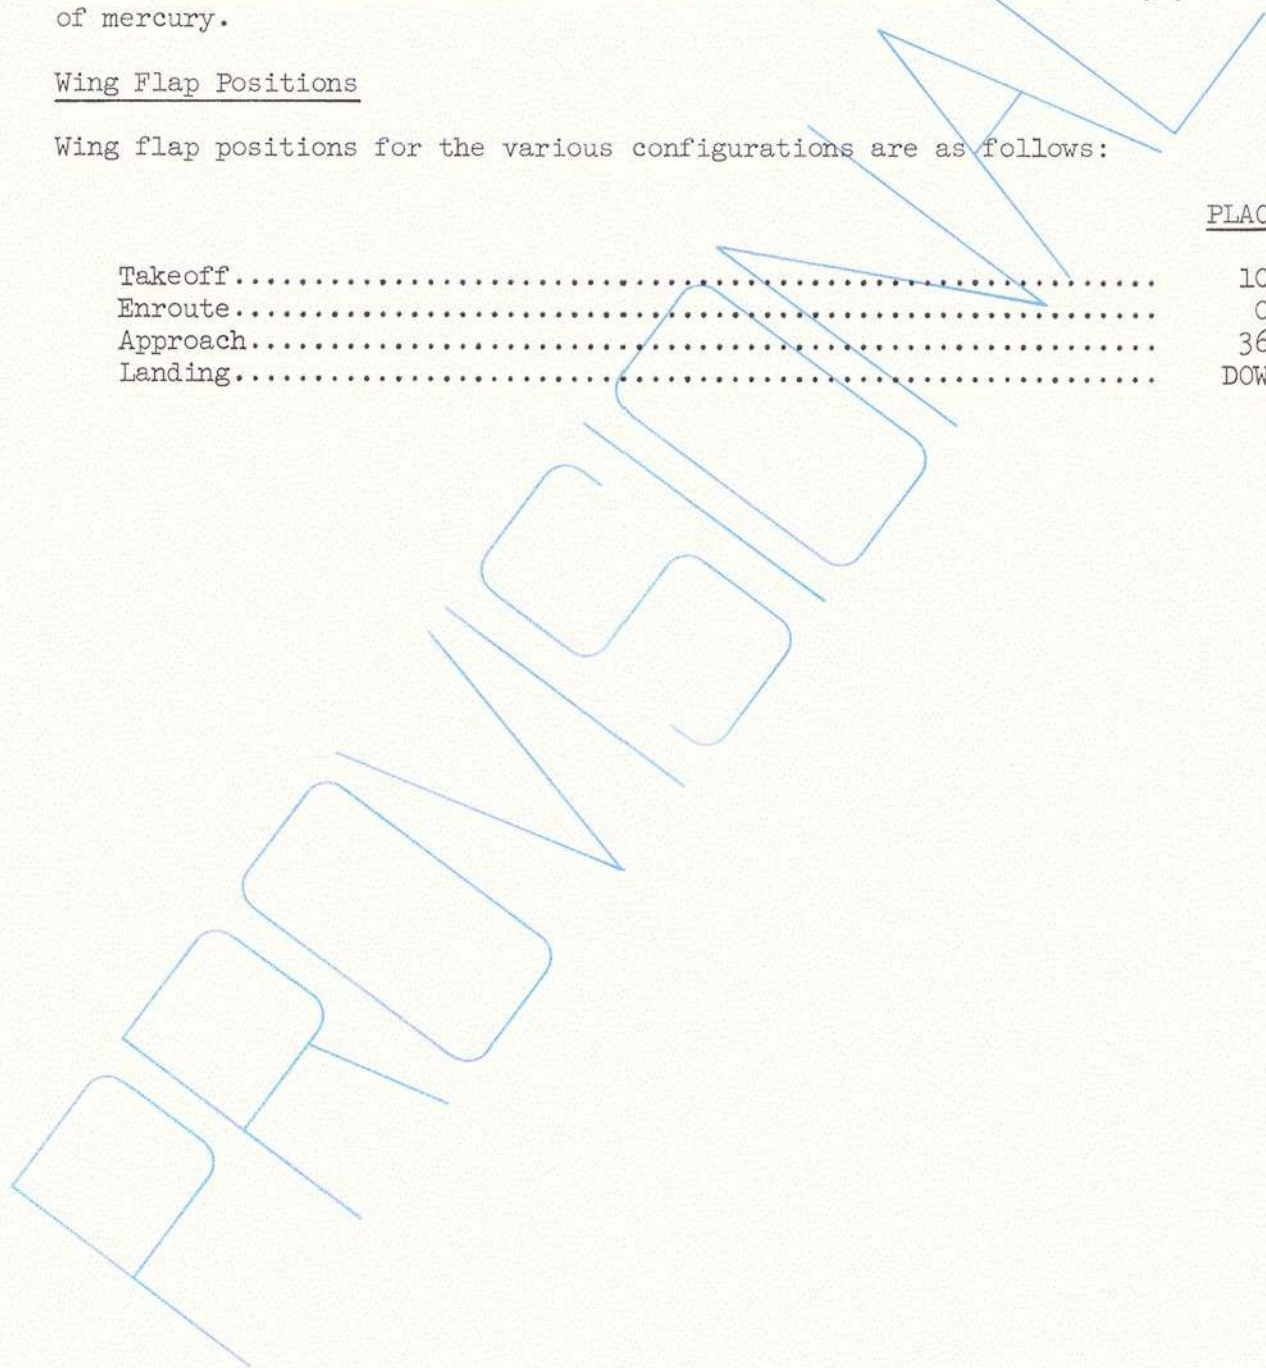 of mercury.
Wing Flap Positions
Wing flap positions for the various configurations are as follows:
PLAC
Takeoff.......................................................... 10
Enroute.......................................................... 0
Approach......................................................... 36
Landing.......................................................... DOW
PROVISIONAL